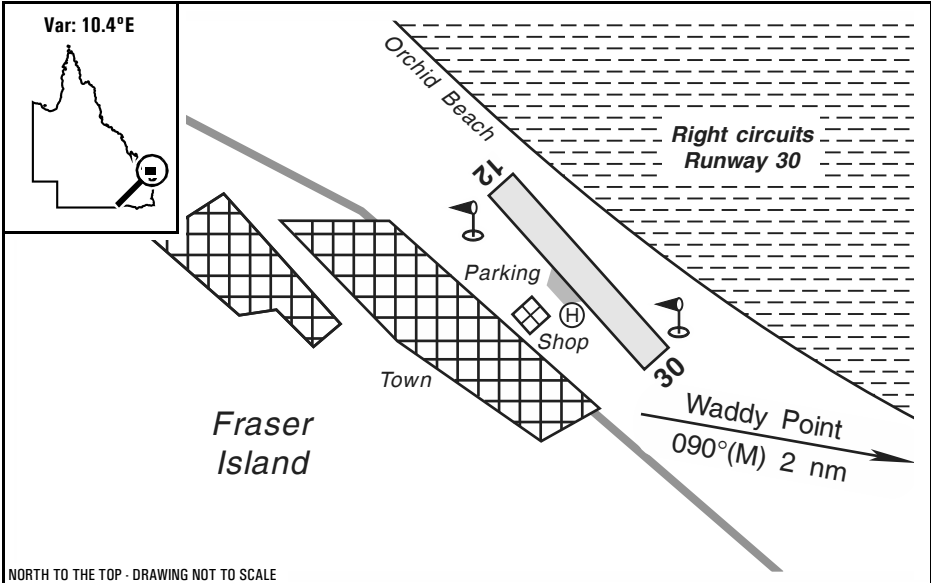 Var: 10.4°E
Orchid Beach
Right circuits
Runway 30
12
Parking
H
Shop
30
Town
Waddy Point
090°(M) 2 nm
Fraser
Island
NORTH TO THE TOP - DRAWING NOT TO SCALE